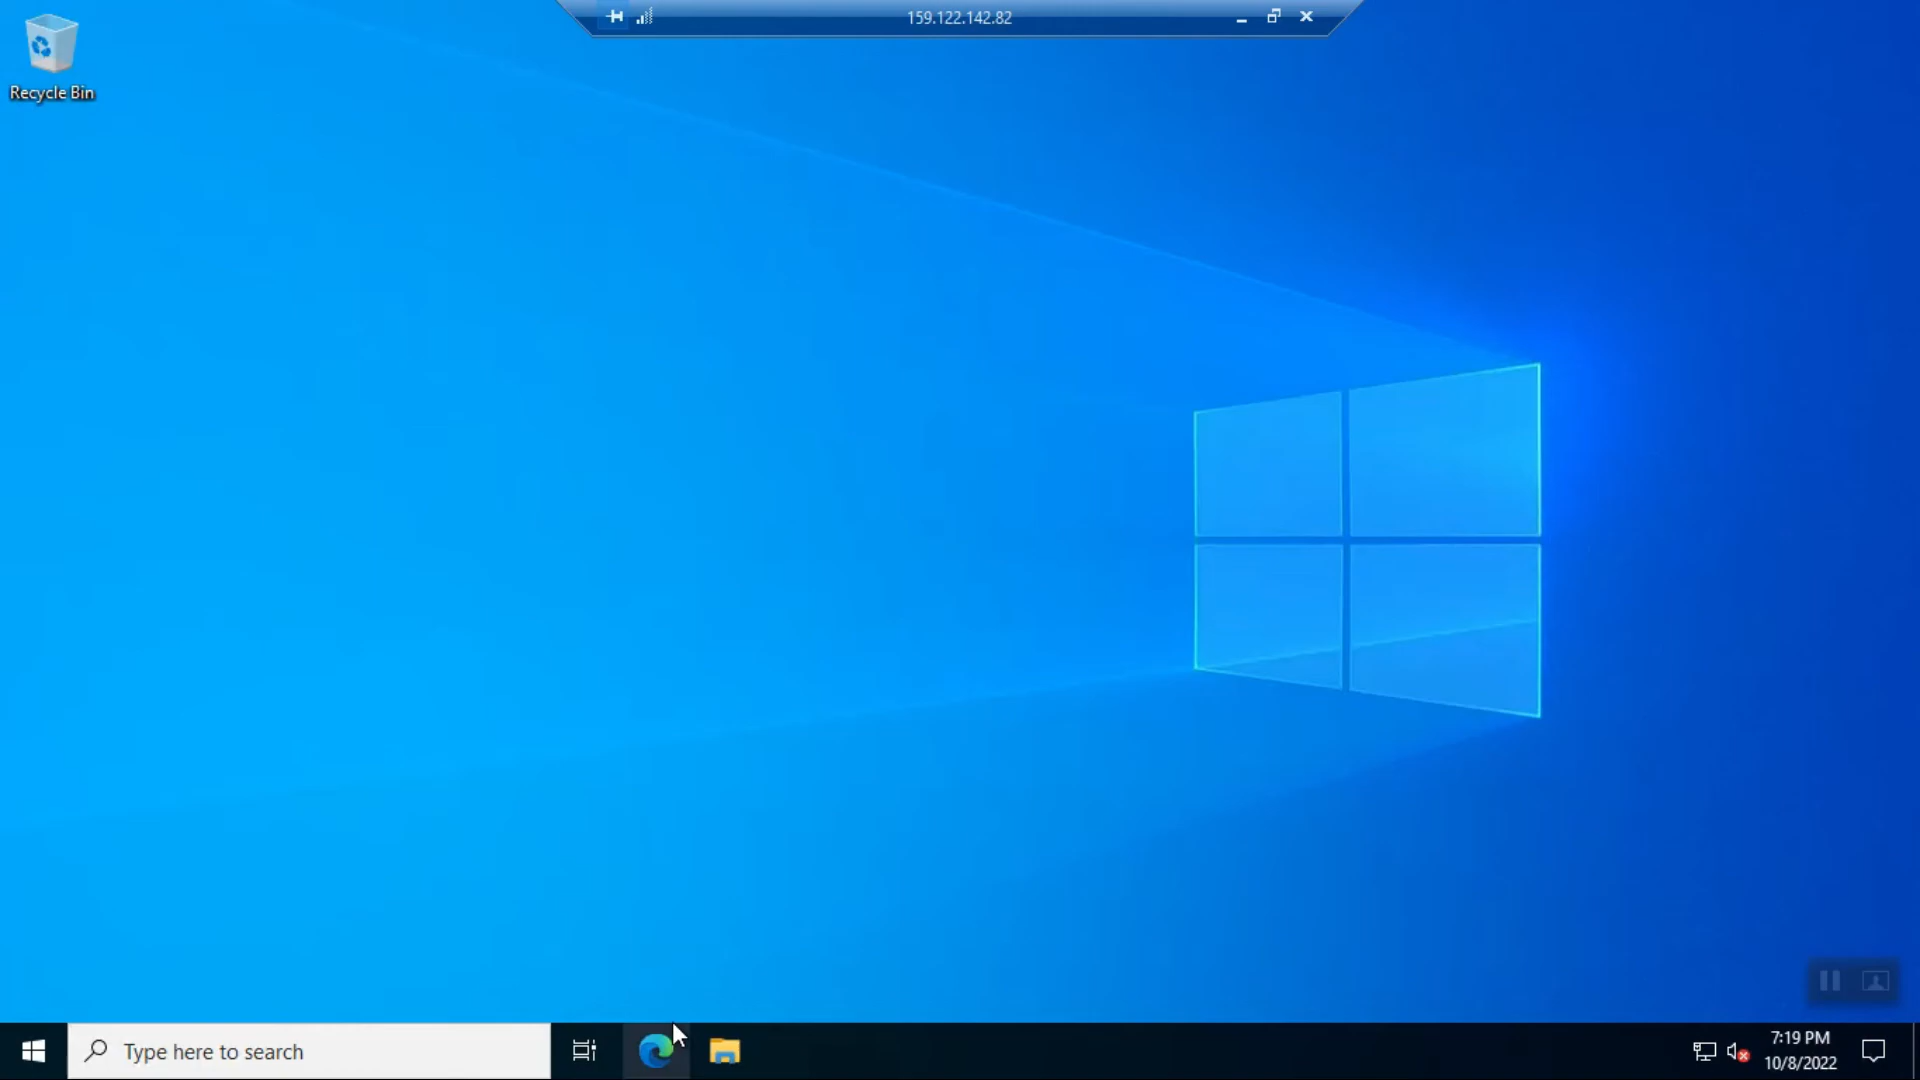 159.122.142.82
Recycle Bin
Type here to search
7:19 PM
10/8/2022